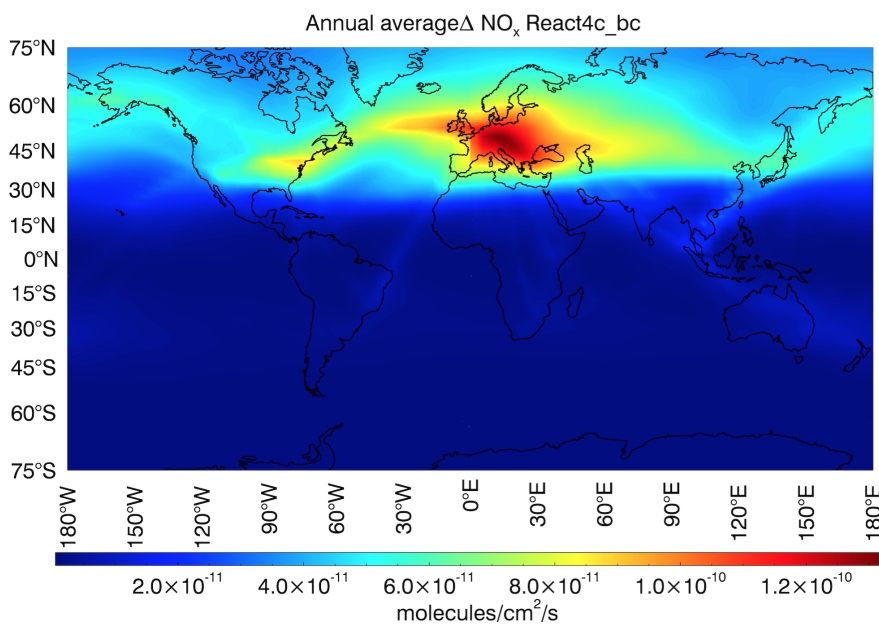 Annual averageΔ NOₓ React4c_bc
75°N
60°N
45°N
30°N
15°N
0°N
15°S
30°S
45°S
60°S
75°S
180°W
150°W
120°W
90°W
60°W
30°W
0°E
30°E
60°E
90°E
120°E
150°E
180°E
2.0×10⁻¹¹ 4.0×10⁻¹¹ 6.0×10⁻¹¹ 8.0×10⁻¹¹ 1.0×10⁻¹⁰ 1.2×10⁻¹⁰
molecules/cm²/s